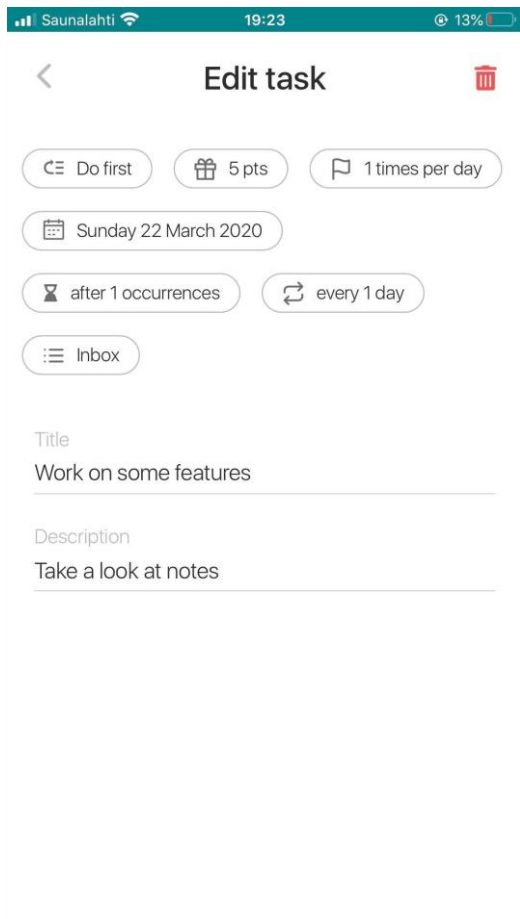 Saunalahti 19:23 13%
Edit task
Do first 5 pts 1 times per day
Sunday 22 March 2020
after 1 occurrences every 1 day
Inbox
Title
Work on some features
Description
Take a look at notes